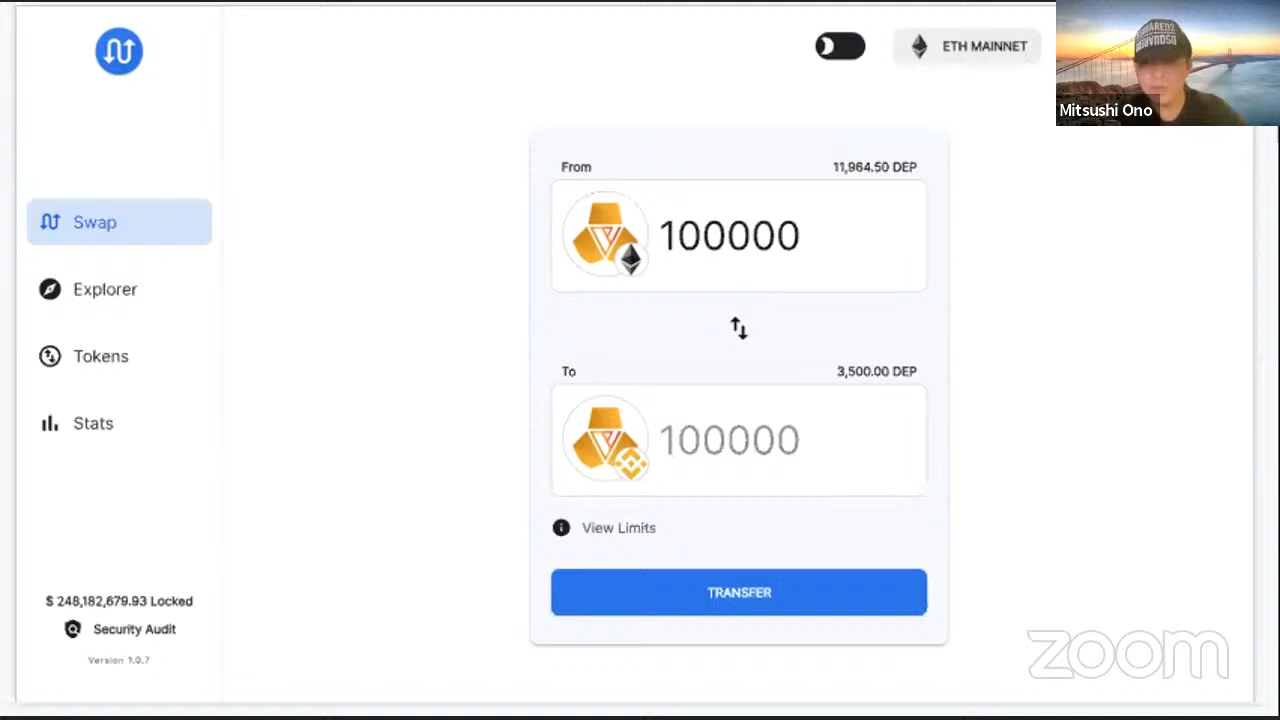 ETH MAINNET
Mitsushi Ono
Swap
Explorer
Tokens
Stats
From
11,964.50 DEP
100000
To
3,500.00 DEP
100000
View Limits
TRANSFER
$ 248,182,679.93 Locked
Security Audit
Version 1.0.7
zoom